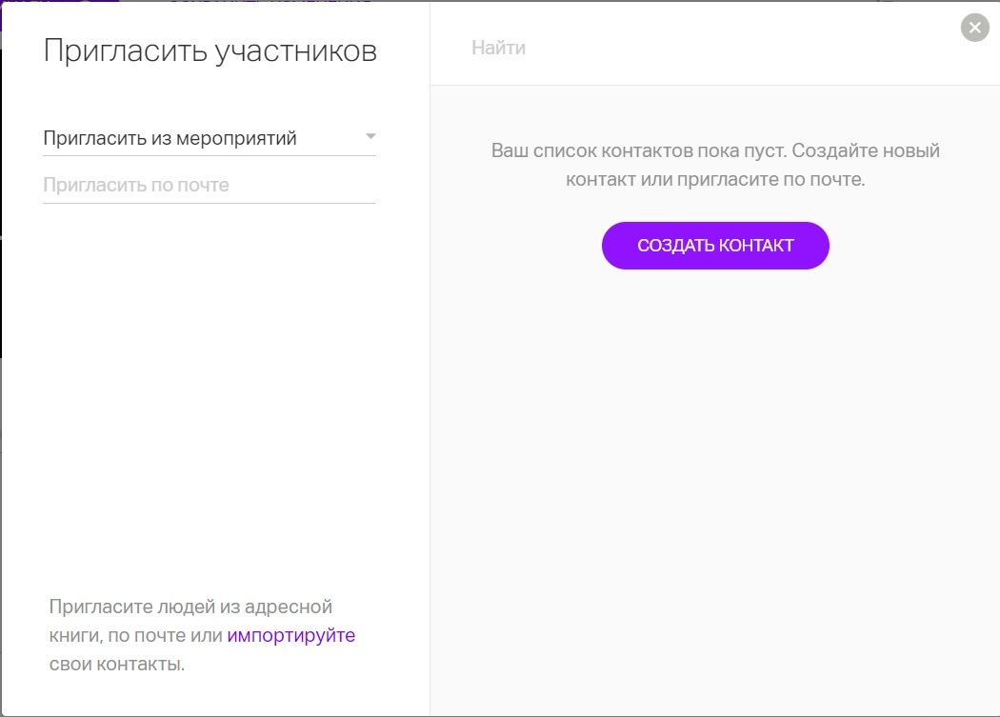 Пригласить участников
Найти
Пригласить из мероприятий
Пригласить по почте
Ваш список контактов пока пуст. Создайте новый
контакт или пригласите по почте.
СОЗДАТЬ КОНТАКТ
Пригласите людей из адресной
книги, по почте или импортируйте
свои контакты.